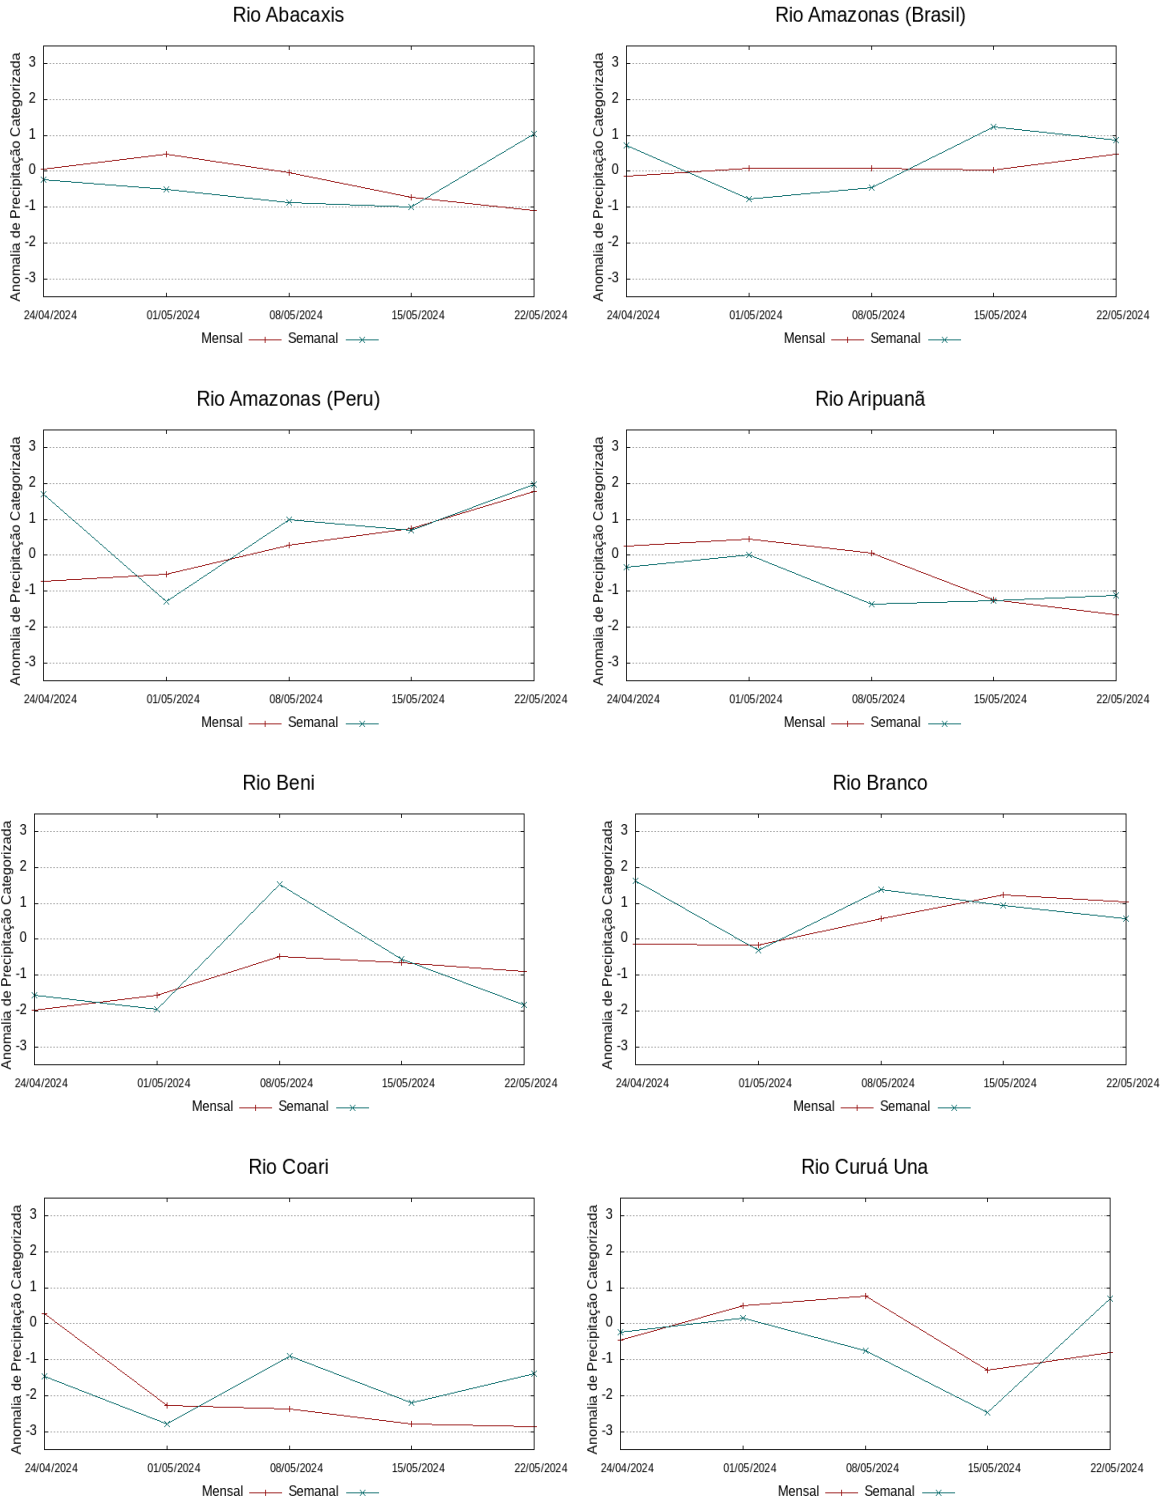 Rio Abacaxis
Anomalia de Precipitação Categorizada
3
2
1
0
-1
-2
-3
24/04/2024 01/05/2024 08/05/2024 15/05/2024 22/05/2024
Mensal Semanal
Rio Amazonas (Brasil)
Anomalia de Precipitação Categorizada
3
2
1
0
-1
-2
-3
24/04/2024 01/05/2024 08/05/2024 15/05/2024 22/05/2024
Mensal Semanal
Rio Amazonas (Peru)
Anomalia de Precipitação Categorizada
3
2
1
0
-1
-2
-3
24/04/2024 01/05/2024 08/05/2024 15/05/2024 22/05/2024
Mensal Semanal
Rio Aripuanã
Anomalia de Precipitação Categorizada
3
2
1
0
-1
-2
-3
24/04/2024 01/05/2024 08/05/2024 15/05/2024 22/05/2024
Mensal Semanal
Rio Beni
Anomalia de Precipitação Categorizada
3
2
1
0
-1
-2
-3
24/04/2024 01/05/2024 08/05/2024 15/05/2024 22/05/2024
Mensal Semanal
Rio Branco
Anomalia de Precipitação Categorizada
3
2
1
0
-1
-2
-3
24/04/2024 01/05/2024 08/05/2024 15/05/2024 22/05/2024
Mensal Semanal
Rio Coari
Anomalia de Precipitação Categorizada
3
2
1
0
-1
-2
-3
24/04/2024 01/05/2024 08/05/2024 15/05/2024 22/05/2024
Mensal Semanal
Rio Curuá Una
Anomalia de Precipitação Categorizada
3
2
1
0
-1
-2
-3
24/04/2024 01/05/2024 08/05/2024 15/05/2024 22/05/2024
Mensal Semanal